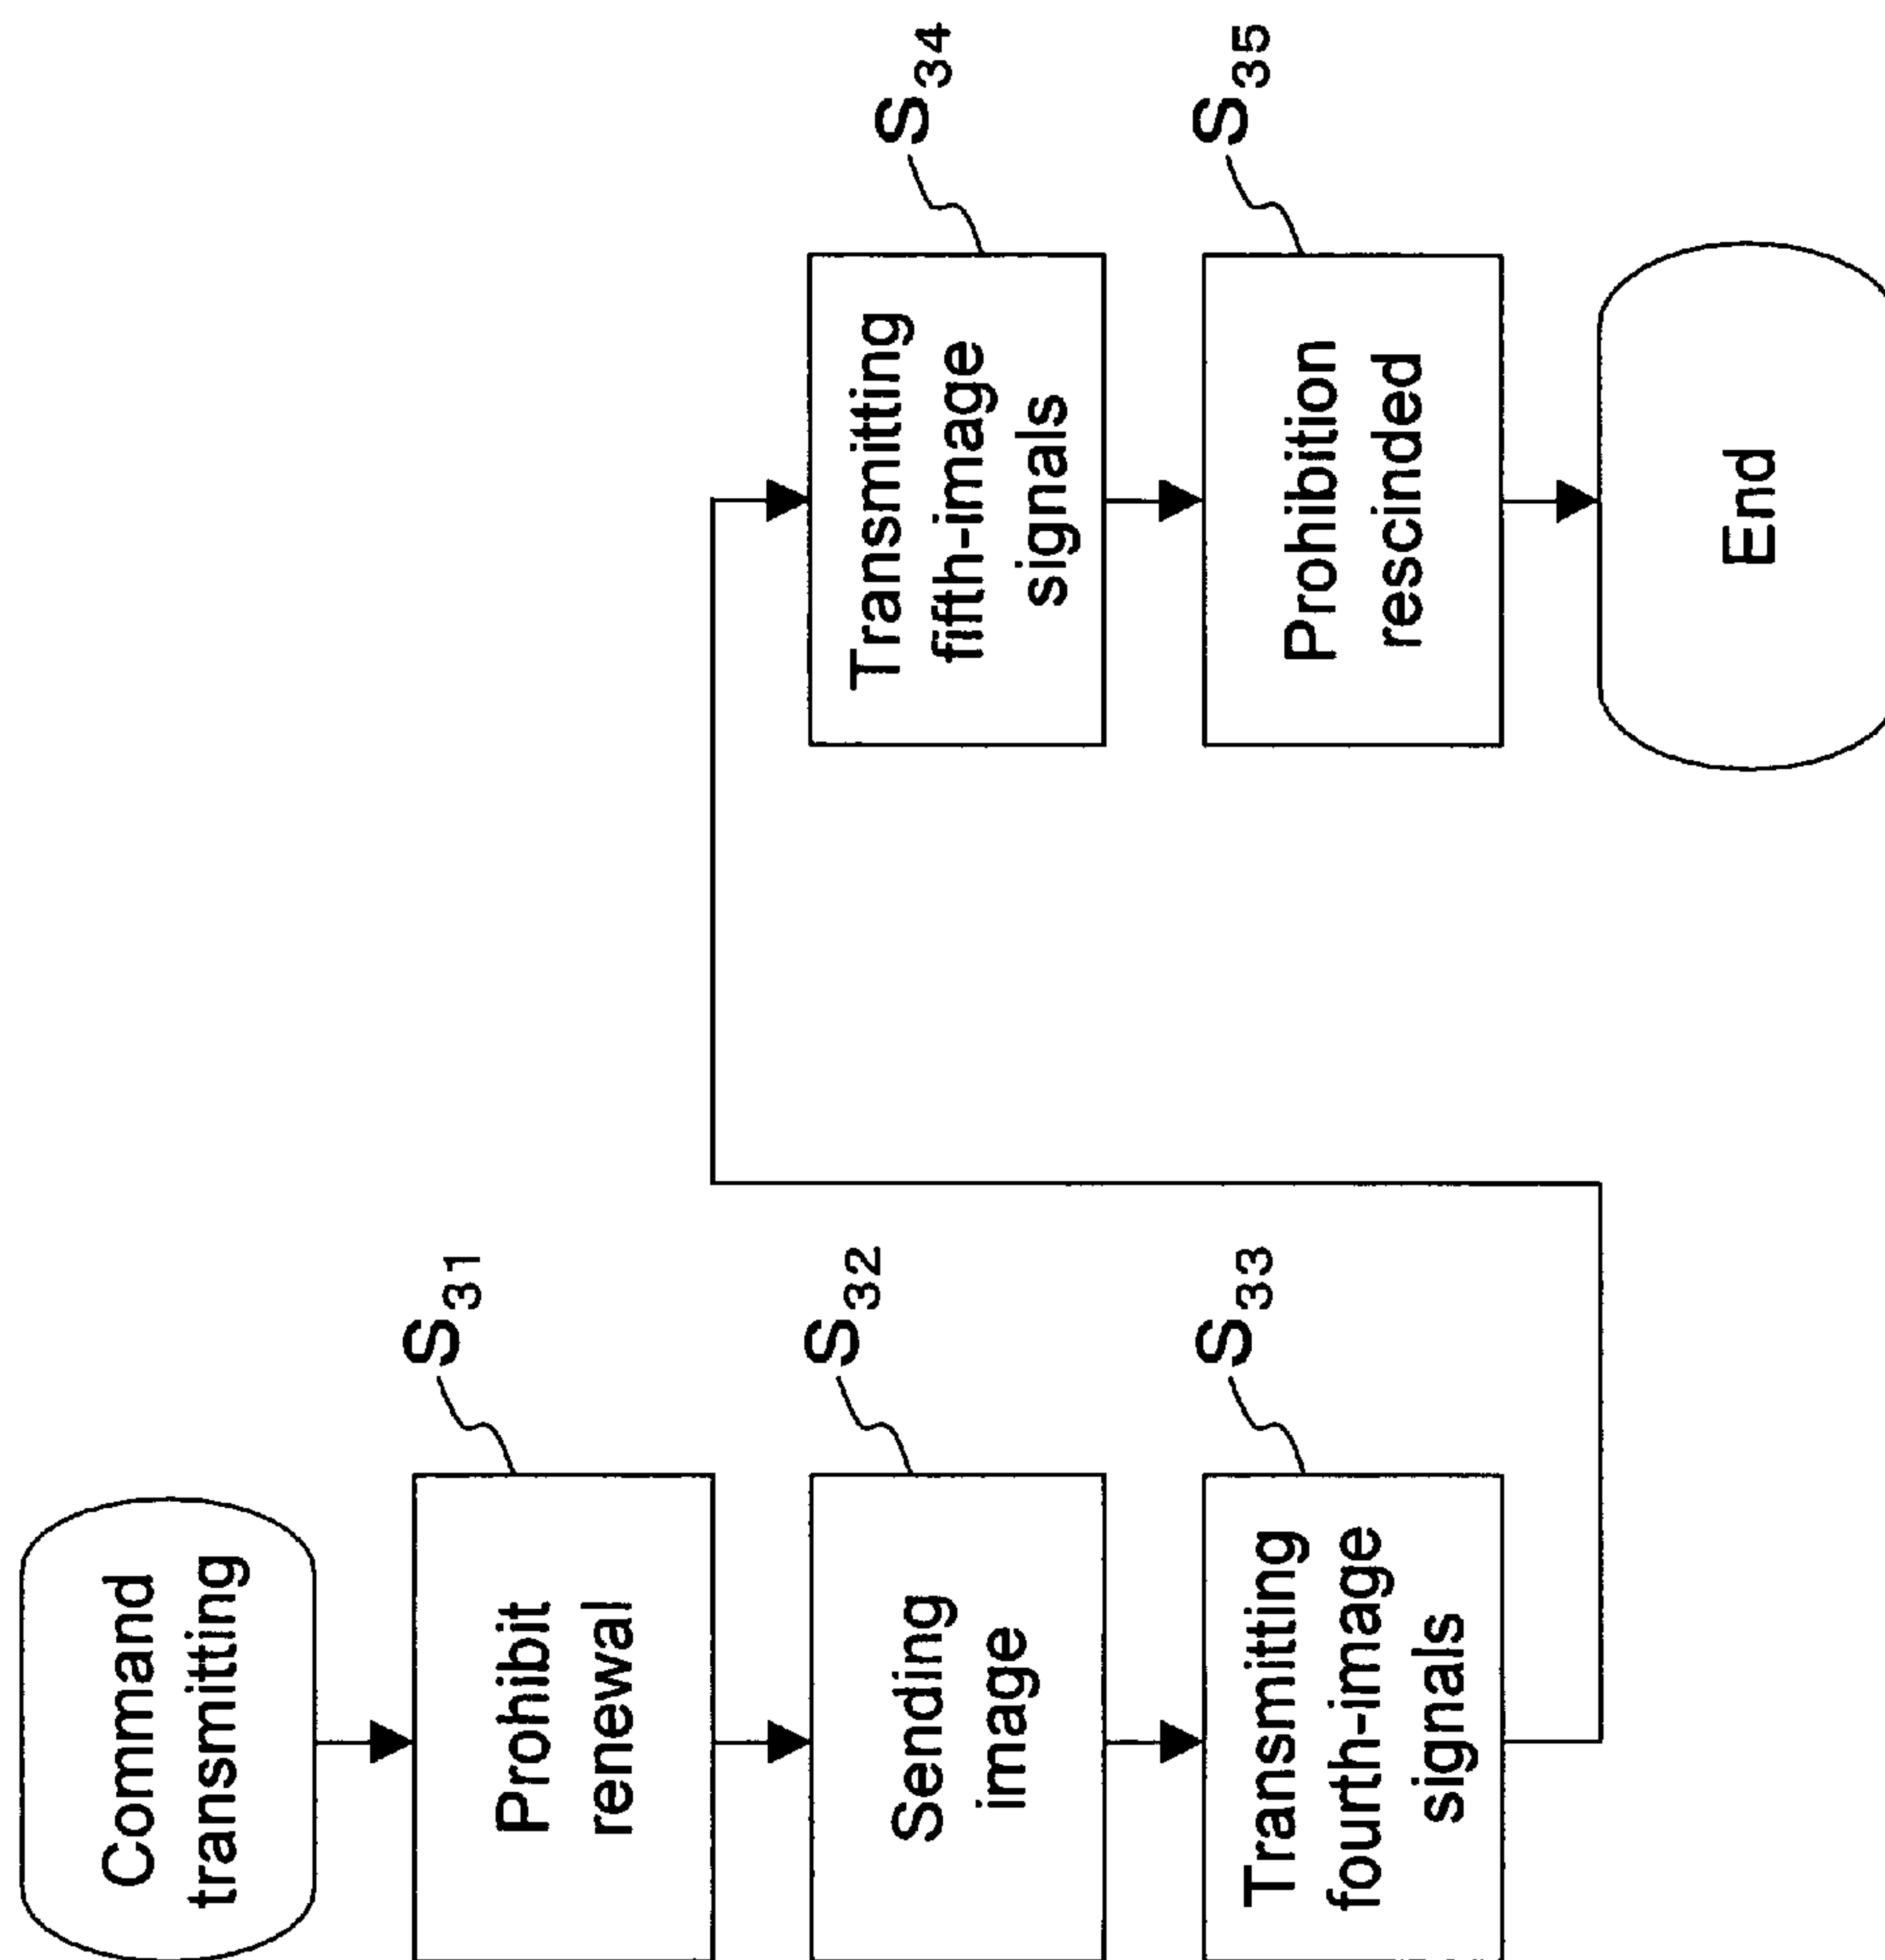 Command
transmitting
S31
Prohibit
renewal
S32
Sending
image
S33
Transmitting
fourth-image
signals
S34
Transmitting
fifth-image
signals
S35
Prohibition
rescinded
End